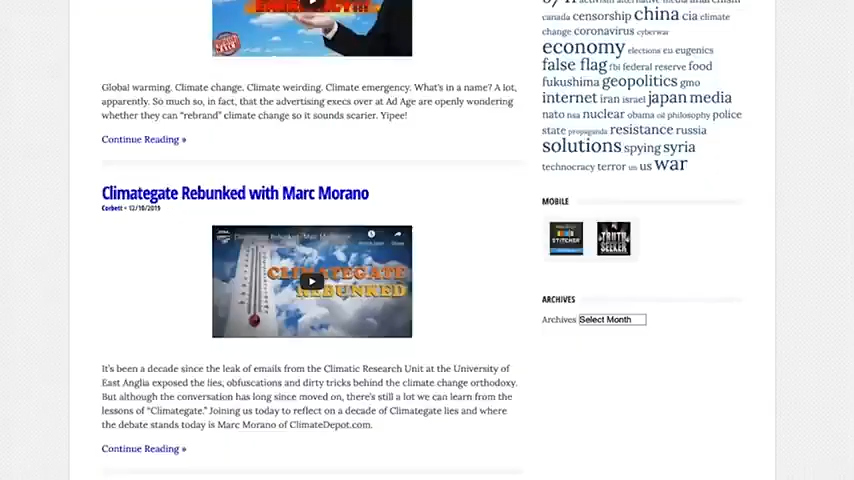 Global warming. Climate change. Climate weirding. Climate emergency. What's in a name? A lot,
apparently. So much so, in fact, that the advertising execs over at Ad Age are openly wondering
whether they can "rebrand" climate change so it sounds scarier. Yipee!
Continue Reading »
Climategate Rebunked with Marc Morano
Corbett • 12/10/2019
CLIMATEGATE
REBUNKED
It's been a decade since the leak of emails from the Climatic Research Unit at the University of
East Anglia exposed the lies, obfuscations and dirty tricks behind the climate change orthodoxy.
But although the conversation has long since moved on, there's still a lot we can learn from the
lessons of "Climategate." Joining us today to reflect on a decade of Climategate lies and where
the debate stands today is Marc Morano of ClimateDepot.com.
Continue Reading »
canada censorship china cia climate
change coronavirus cyberwar
economy elections eu eugenics
false flag fbi federal reserve food
fukushima geopolitics gmo
internet iran israel japan media
nato nsa nuclear obama oil philosophy police
state propaganda resistance russia
solutions spying syria
technocracy terror us war
MOBILE
STITCHER
TRUTH
SEEKER
ARCHIVES
Archives Select Month